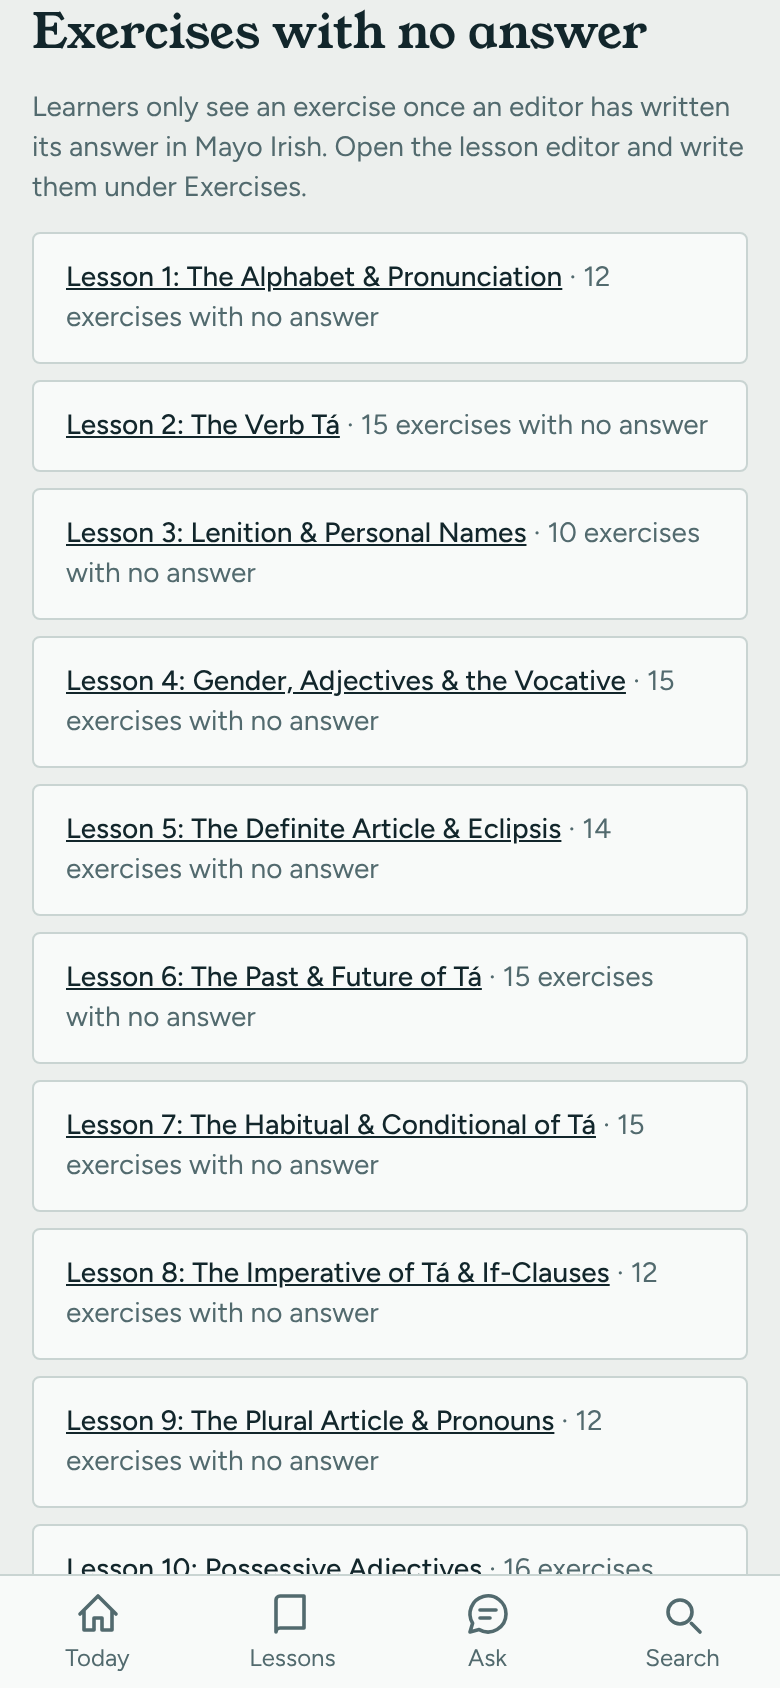 Exercises with no answer
Learners only see an exercise once an editor has written
its answer in Mayo Irish. Open the lesson editor and write
them under Exercises.
Lesson 1: The Alphabet & Pronunciation · 12
exercises with no answer
Lesson 2: The Verb Tá · 15 exercises with no answer
Lesson 3: Lenition & Personal Names · 10 exercises
with no answer
Lesson 4: Gender, Adjectives & the Vocative · 15
exercises with no answer
Lesson 5: The Definite Article & Eclipsis · 14
exercises with no answer
Lesson 6: The Past & Future of Tá · 15 exercises
with no answer
Lesson 7: The Habitual & Conditional of Tá · 15
exercises with no answer
Lesson 8: The Imperative of Tá & If-Clauses · 12
exercises with no answer
Lesson 9: The Plural Article & Pronouns · 12
exercises with no answer
Lesson 10: Possessive Adjectives · 16 exercises
Today
Lessons
Ask
Search